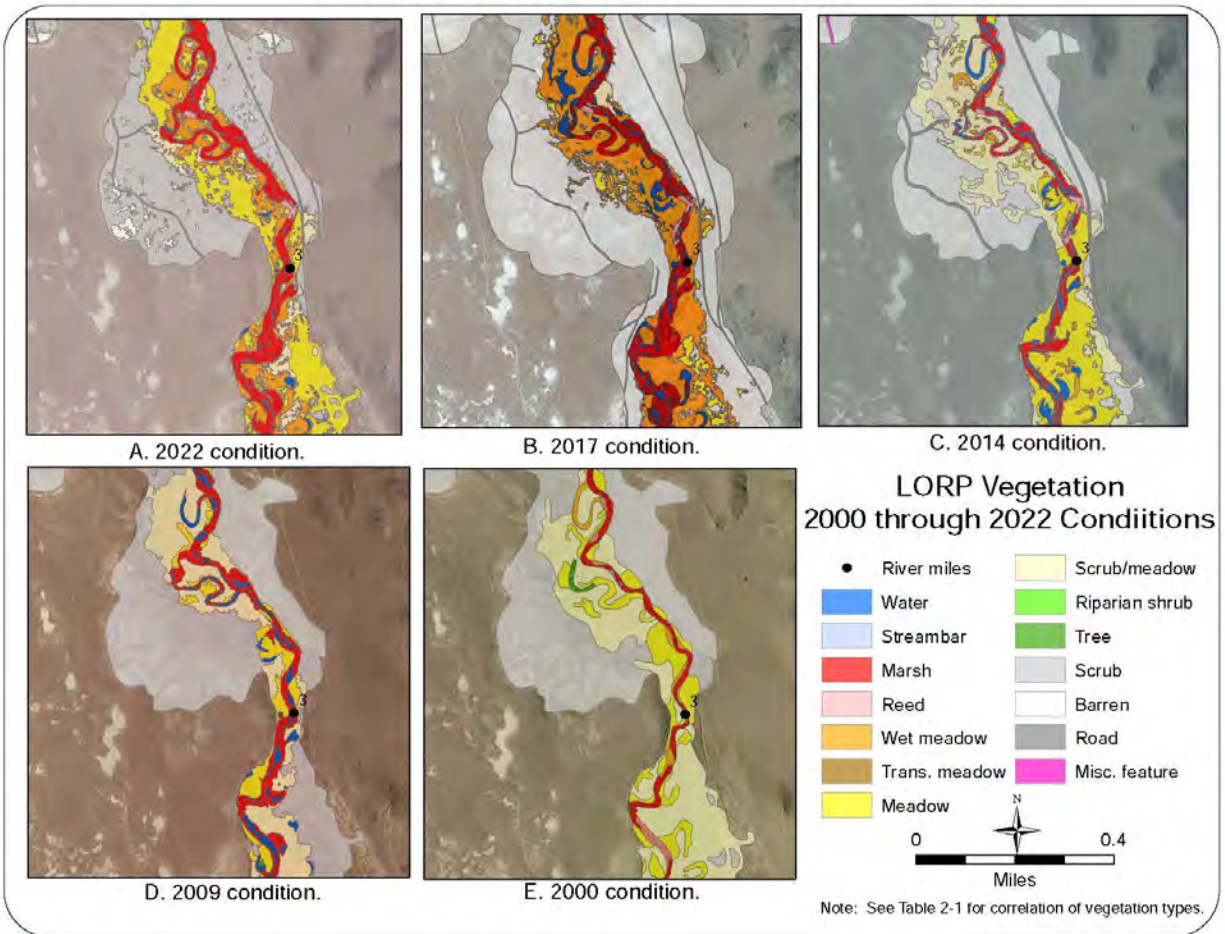 3
A. 2022 condition.
3
B. 2017 condition.
3
C. 2014 condition.
3
D. 2009 condition.
3
E. 2000 condition.
LORP Vegetation
2000 through 2022 Condiitions
River miles
Water
Streambar
Marsh
Reed
Wet meadow
Trans. meadow
Meadow
Scrub/meadow
Riparian shrub
Tree
Scrub
Barren
Road
Misc. feature
N
0 0.4
Miles
Note: See Table 2-1 for correlation of vegetation types.